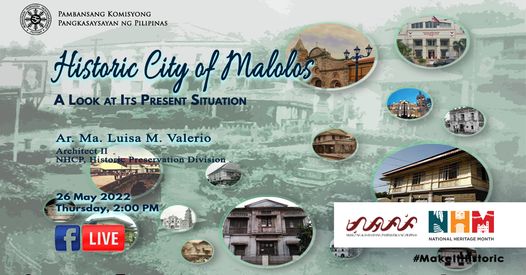 PAMBANSANG KOMISYONG
PANGKASAYSAYAN NG PILIPINAS
Historic City of Malolos
A LOOK AT ITS PRESENT SITUATION
Ar. Ma. Luisa M. Valerio
Architect II
NHCP, Historic Preservation Division
26 May 2022
Thursday, 2:00 PM
f LIVE
NHM
NATIONAL HERITAGE MONTH
#MakeItHistoric